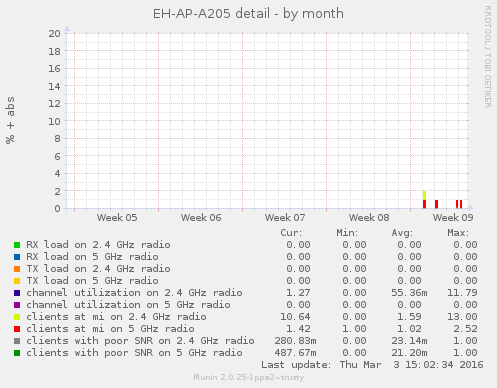 EH-AP-A205 detail - by month
RRDTOOL / TOBI OETIKER
% + abs
20
18
16
14
12
10
8
6
4
2
0
Week 05 Week 06 Week 07 Week 08 Week 09
Cur: Min: Avg: Max:
RX load on 2.4 GHz radio 0.00 0.00 0.00 0.00
RX load on 5 GHz radio 0.00 0.00 0.00 0.00
TX load on 2.4 GHz radio 0.00 0.00 0.00 0.00
TX load on 5 GHz radio 0.00 0.00 0.00 0.00
channel utilization on 2.4 GHz radio 1.27 0.00 55.36m 11.79
channel utilization on 5 GHz radio 0.00 0.00 0.00 0.00
clients at mi on 2.4 GHz radio 10.64 0.00 1.59 13.00
clients at mi on 5 GHz radio 1.42 1.00 1.02 2.52
clients with poor SNR on 2.4 GHz radio 280.83m 0.00 23.14m 1.00
clients with poor SNR on 5 GHz radio 487.67m 0.00 21.20m 1.00
Last update: Thu Mar 3 15:02:34 2016
Munin 2.0.25-1ppa2~trusty